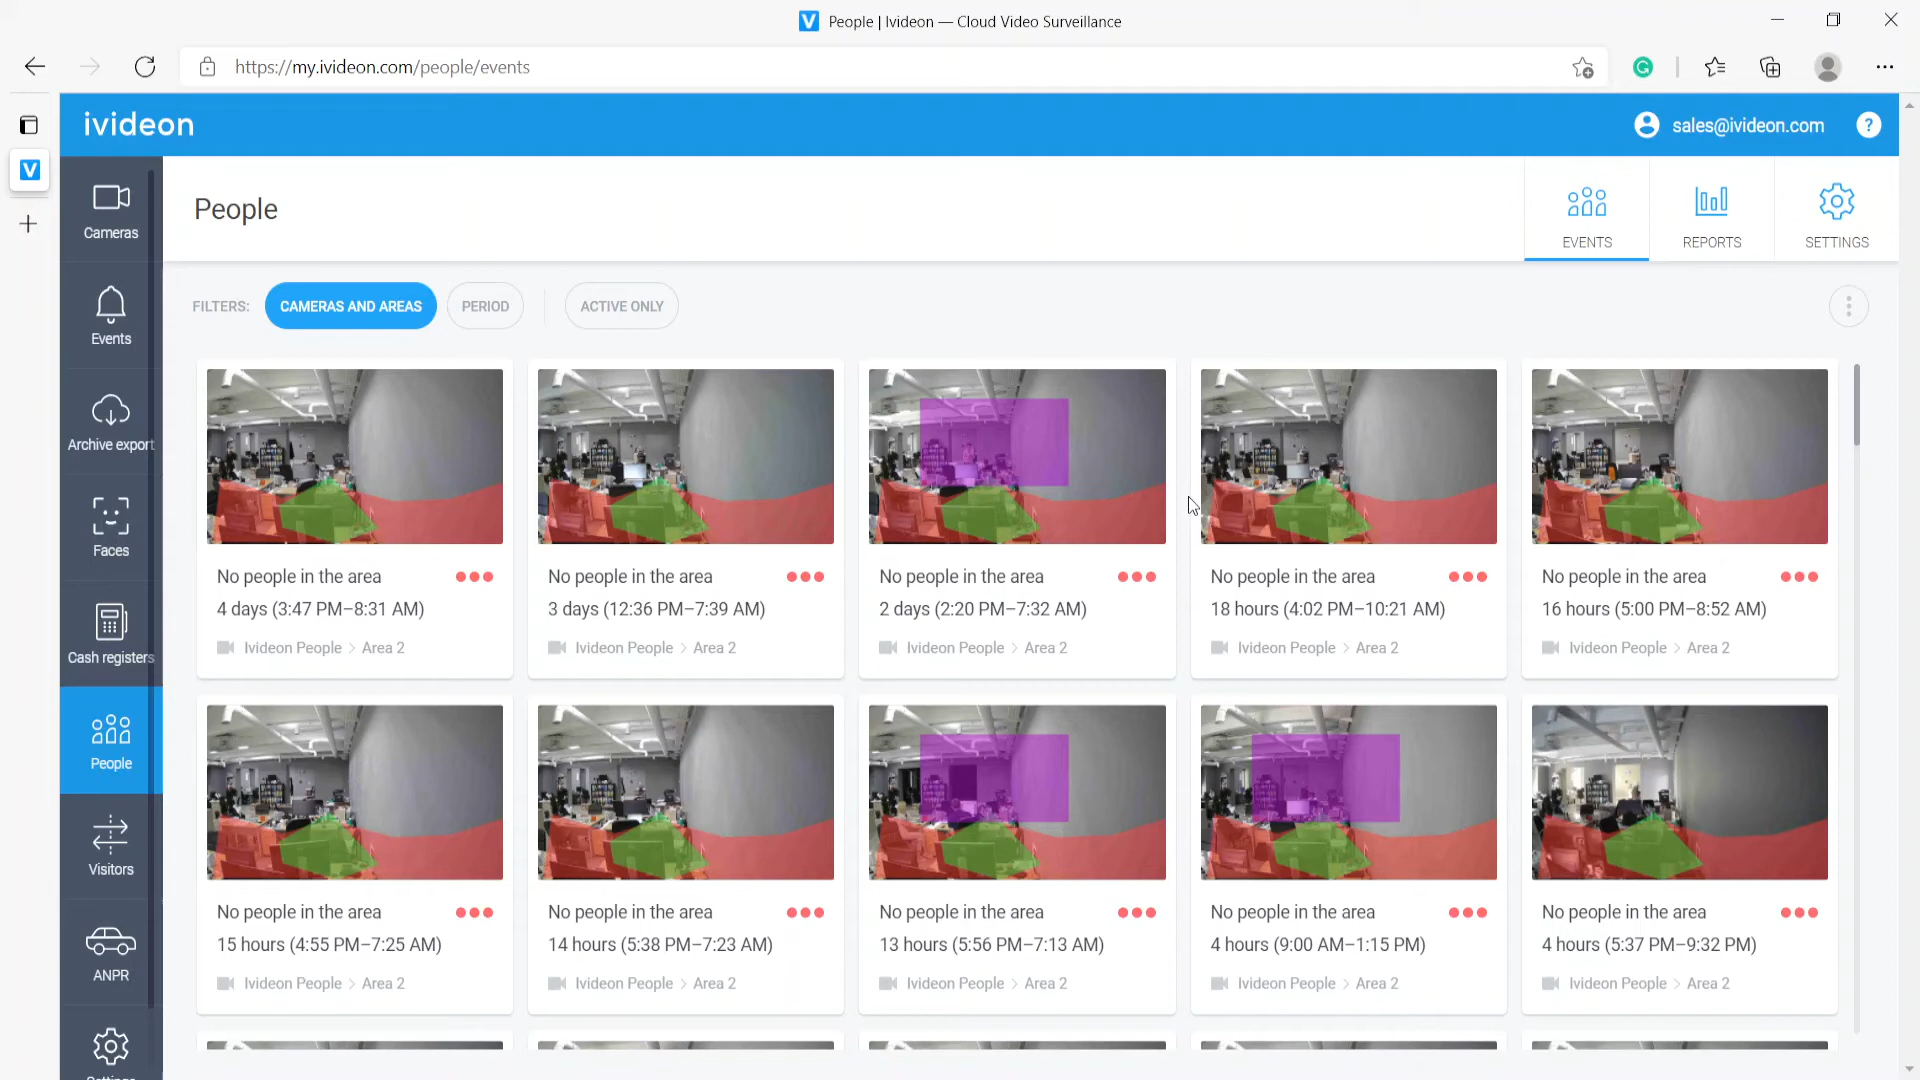 People | Ivideon — Cloud Video Surveillance
https://my.ivideon.com/people/events
ivideon
sales@ivideon.com
?
Cameras
Events
Archive export
Faces
Cash registers
People
Visitors
ANPR
People
EVENTS
REPORTS
SETTINGS
FILTERS:
CAMERAS AND AREAS
PERIOD
ACTIVE ONLY
No people in the area
4 days (3:47 PM–8:31 AM)
Ivideon People > Area 2
No people in the area
3 days (12:36 PM–7:39 AM)
Ivideon People > Area 2
No people in the area
2 days (2:20 PM–7:32 AM)
Ivideon People > Area 2
No people in the area
18 hours (4:02 PM–10:21 AM)
Ivideon People > Area 2
No people in the area
16 hours (5:00 PM–8:52 AM)
Ivideon People > Area 2
No people in the area
15 hours (4:55 PM–7:25 AM)
Ivideon People > Area 2
No people in the area
14 hours (5:38 PM–7:23 AM)
Ivideon People > Area 2
No people in the area
13 hours (5:56 PM–7:13 AM)
Ivideon People > Area 2
No people in the area
4 hours (9:00 AM–1:15 PM)
Ivideon People > Area 2
No people in the area
4 hours (5:37 PM–9:32 PM)
Ivideon People > Area 2